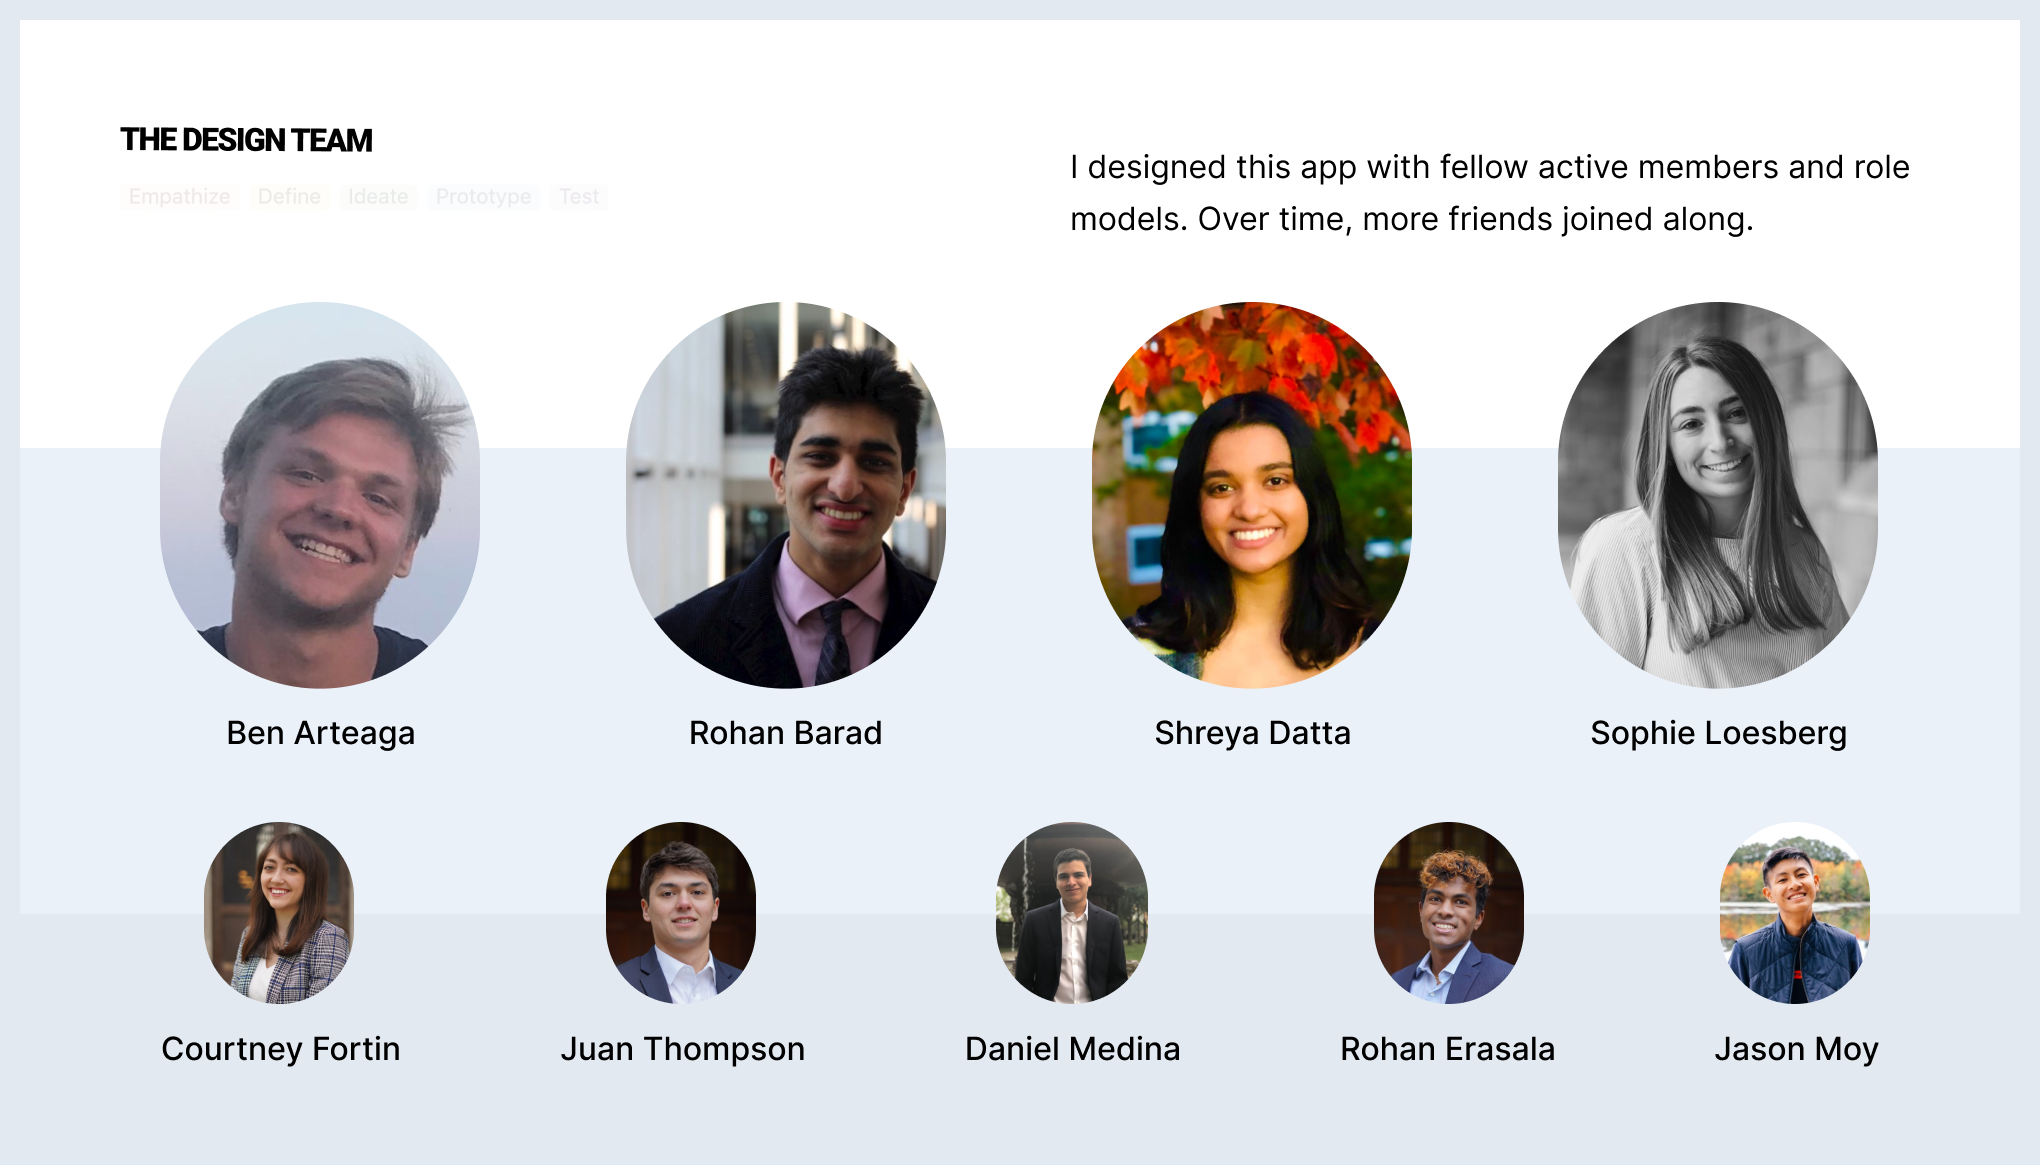 THE DESIGN TEAM
Empathize Define Ideate Prototype Test
I designed this app with fellow active members and role
models. Over time, more friends joined along.
Ben Arteaga
Rohan Barad
Shreya Datta
Sophie Loesberg
Courtney Fortin
Juan Thompson
Daniel Medina
Rohan Erasala
Jason Moy